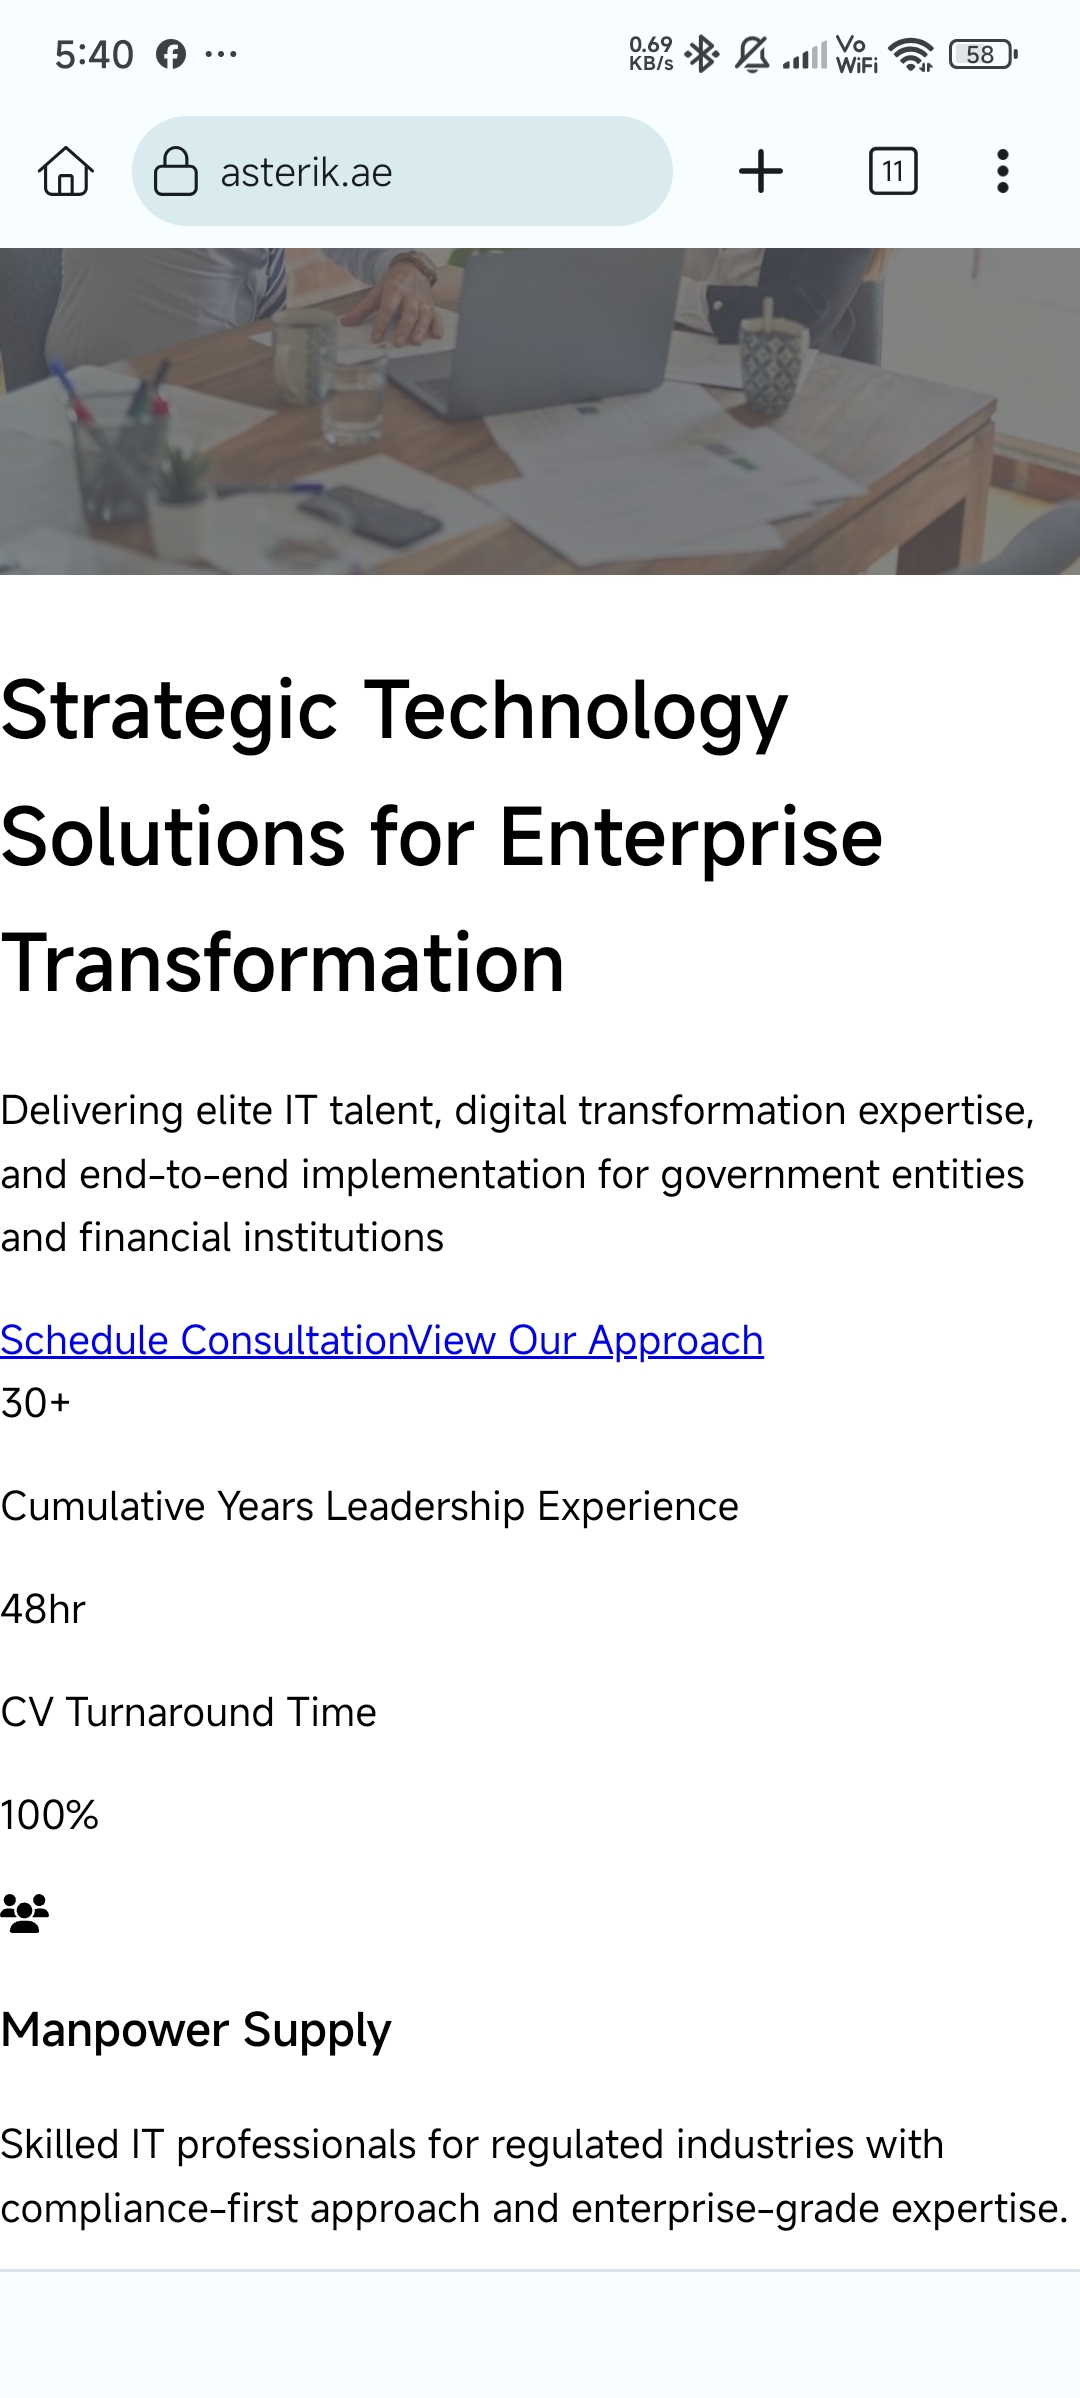 5:40
0.69
KB/s
Vo
WiFi
58
asterik.ae
11
Strategic Technology
Solutions for Enterprise
Transformation
Delivering elite IT talent, digital transformation expertise,
and end-to-end implementation for government entities
and financial institutions
Schedule ConsultationView Our Approach
30+
Cumulative Years Leadership Experience
48hr
CV Turnaround Time
100%
Manpower Supply
Skilled IT professionals for regulated industries with
compliance-first approach and enterprise-grade expertise.